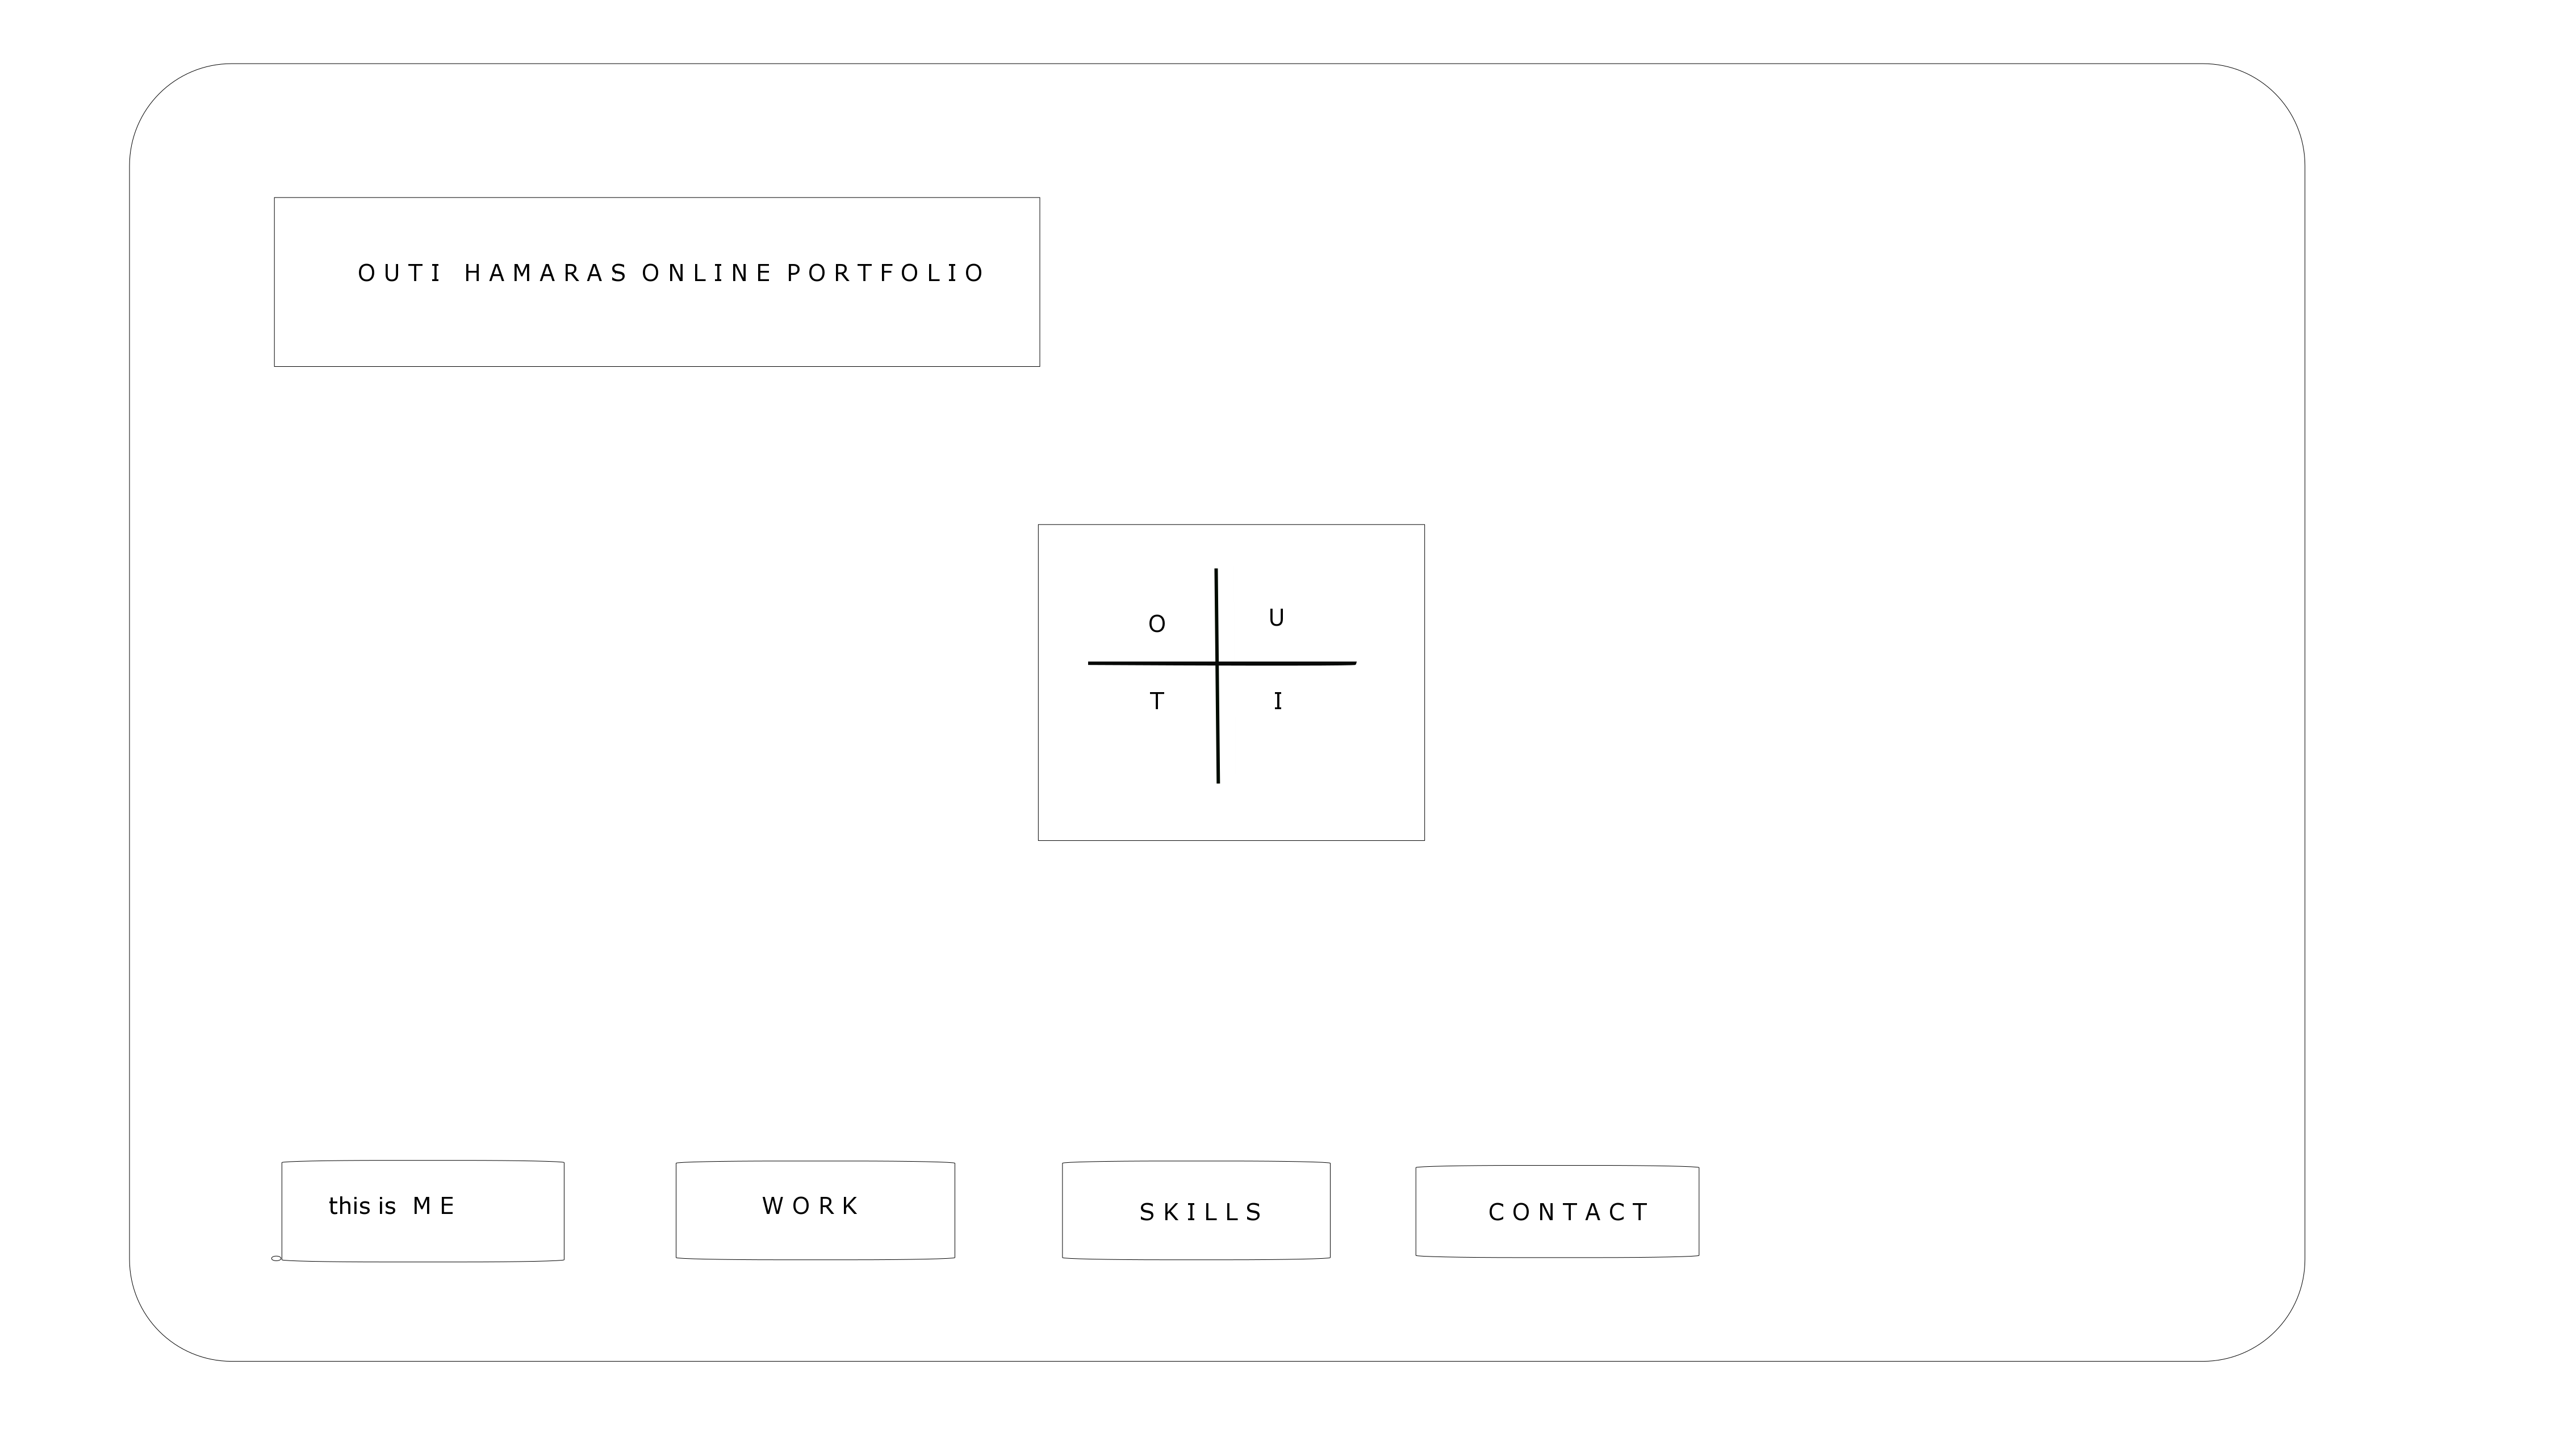 O U T I   H A M A R A S  O N L I N E  P O R T F O L I O
O U
T I
this is  M E
W O R K
S K I L L S
C O N T A C T